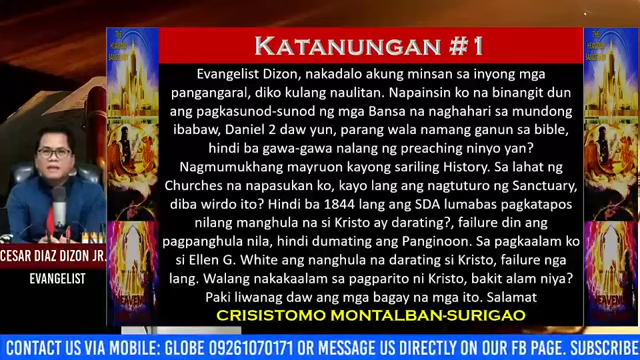 KATANUNGAN #1
Evangelist Dizon, nakadalo akung minsan sa inyong mga
pangangaral, diko kulang naulitan. Napainsin ko na binangit dun
ang pagkasunod-sunod ng mga Bansa na naghahari sa mundong
ibabaw, Daniel 2 daw yun, parang wala namang ganun sa bible,
hindi ba gawa-gawa nalang ng preaching ninyo yan?
Nagmumukhang mayruon kayong sariling History. Sa lahat ng
Churches na napasukan ko, kayo lang ang nagtuturo ng Sanctuary,
diba wirdo ito? Hindi ba 1844 lang ang SDA lumabas pagkatapos
nilang manghula na si Kristo ay darating?, failure din ang
pagpanghula nila, hindi dumating ang Panginoon. Sa pagkaalam ko
si Ellen G. White ang nanghula na darating si Kristo, failure nga
lang. Walang nakakaalam sa pagparito ni Kristo, bakit alam niya?
Paki liwanag daw ang mga bagay na mga ito. Salamat
CRISISTOMO MONTALBAN-SURIGAO
CESAR DIAZ DIZON JR.
EVANGELIST
CONTACT US VIA MOBILE: GLOBE 09261070171 OR MESSAGE US DIRECTLY ON OUR FB PAGE. SUBSCRIBE